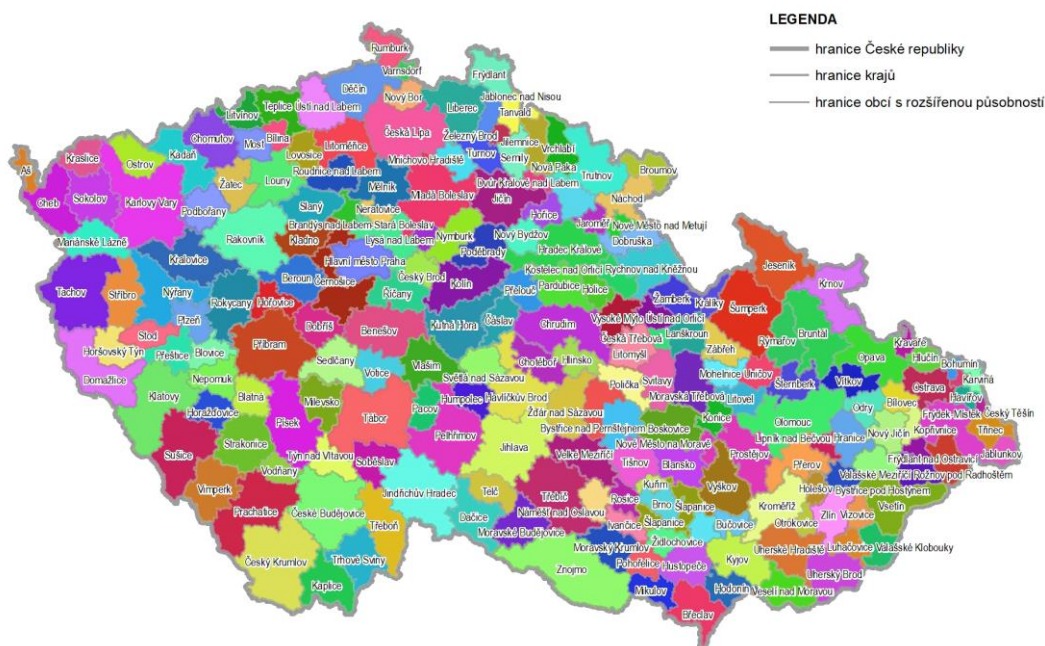 LEGENDA
hranice České republiky
hranice krajů
hranice obcí s rozšířenou působností
Rumburk
Varnsdorf
Frýdlant
Děčín
Nový Bor
Liberec
Jablonec nad Nisou
Tanvald
Teplice
Ústí nad Labem
Litvínov
Česká Lípa
Železný Brod
Jilemnice
Vrchlabí
Chomutov
Most
Bílina
Litoměřice
Lovosice
Turnov
Semily
Mnichovo Hradiště
Nová Paka
Trutnov
Broumov
Aš
Kraslice
Ostrov
Kadaň
Roudnice nad Labem
Žatec
Louny
Mělník
Mladá Boleslav
Jičín
Dvůr Králové nad Labem
Náchod
Cheb
Sokolov
Karlovy Vary
Podbořany
Slaný
Neratovice
Hořice
Jaroměř
Nové Město nad Metují
Brandýs nad Labem Stará Boleslav
Kladno
Lysá nad Labem
Nymburk
Nový Bydžov
Dobruška
Mariánské Lázně
Rakovník
Poděbrady
Hradec Králové
Kralovice
Hlavní město Praha
Beroun
Černošice
Český Brod
Říčany
Kolín
Kostelec nad Orlicí
Rychnov nad Kněžnou
Pardubice
Holice
Přelouč
Jeseník
Tachov
Stříbro
Nýřany
Rokycany
Hořovice
Žamberk
Králíky
Šumperk
Krnov
Plzeň
Dobříš
Benešov
Kutná Hora
Čáslav
Chrudim
Vysoké Mýto
Ústí nad Orlicí
Česká Třebová
Lanškroun
Zábřeh
Rýmařov
Bruntál
Stod
Příbram
Horšovský Týn
Přeštice
Blovice
Sedlčany
Votice
Vlašim
Chotěboř
Hlinsko
Litomyšl
Opava
Kravaře
Hlučín
Bohumín
Domažlice
Nepomuk
Světlá nad Sázavou
Polička
Svitavy
Mohelnice
Uničov
Šternberk
Vítkov
Ostrava
Karviná
Klatovy
Blatná
Milevsko
Tábor
Pacov
Humpolec
Havlíčkův Brod
Moravská Třebová
Litovel
Bílovec
Havířov
Horažďovice
Písek
Žďár nad Sázavou
Konice
Olomouc
Odry
Frýdek-Místek
Český Těšín
Kopřivnice
Třinec
Strakonice
Bystřice nad Pernštejnem
Boskovice
Lipník nad Bečvou
Hranice
Nový Jičín
Sušice
Týn nad Vltavou
Soběslav
Pelhřimov
Jihlava
Velké Meziříčí
Nové Město na Moravě
Tišnov
Blansko
Prostějov
Přerov
Frýdlant nad Ostravicí
Jablunkov
Vodňany
Valašské Meziříčí
Rožnov pod Radhoštěm
Vimperk
Prachatice
České Budějovice
Jindřichův Hradec
Telč
Třebíč
Kuřim
Vyškov
Holešov
Bystřice pod Hostýnem
Vsetín
Třeboň
Dačice
Náměšť nad Oslavou
Rosice
Brno
Šlapanice
Kroměříž
Otrokovice
Zlín
Vizovice
Moravské Budějovice
Ivančice
Šlapanice
Bučovice
Židlochovice
Český Krumlov
Trhové Sviny
Kaplice
Znojmo
Moravský Krumlov
Pohořelice
Hustopeče
Kyjov
Uherské Hradiště
Luhačovice
Valašské Klobouky
Uherský Brod
Mikulov
Hodonín
Veselí nad Moravou
Břeclav